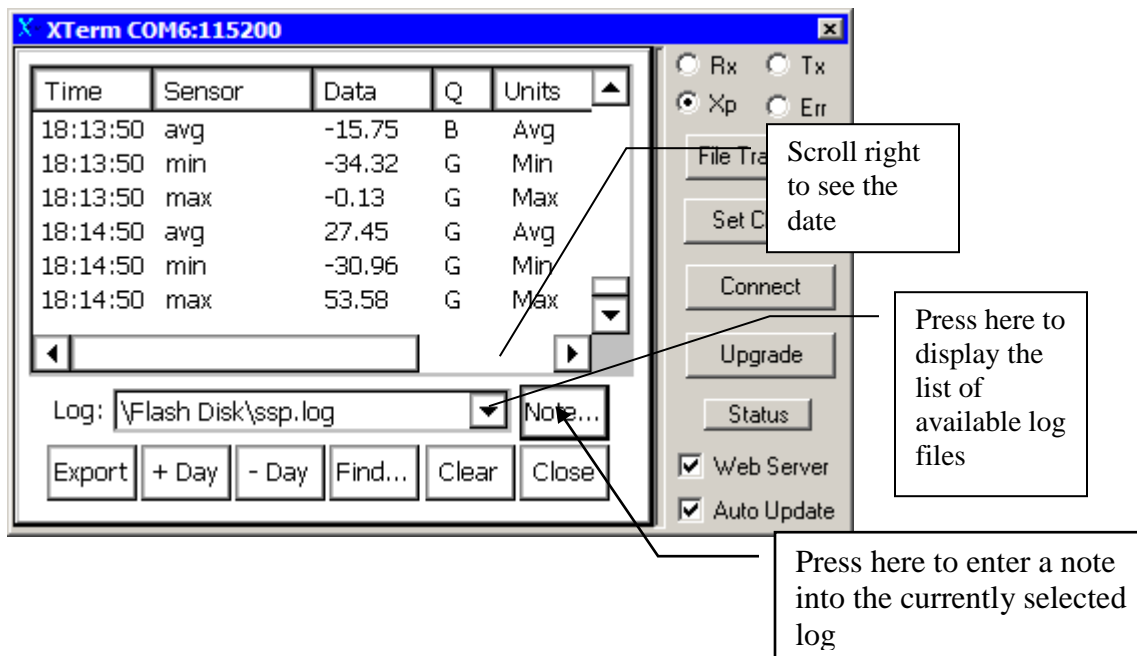 XTerm COM6:115200
Time Sensor Data Q Units
18:13:50 avg -15.75 B Avg
18:13:50 min -34.32 G Min
18:13:50 max -0.13 G Max
18:14:50 avg 27.45 G Avg
18:14:50 min -30.96 G Min
18:14:50 max 53.58 G Max
Log: \Flash Disk\ssp.log Note...
Export + Day - Day Find... Clear Close
Rx Tx
Xp Err
File Tra
Set C
Connect
Upgrade
Status
Web Server
Auto Update
Scroll right
to see the
date
Press here to
display the
list of
available log
files
Press here to enter a note
into the currently selected
log